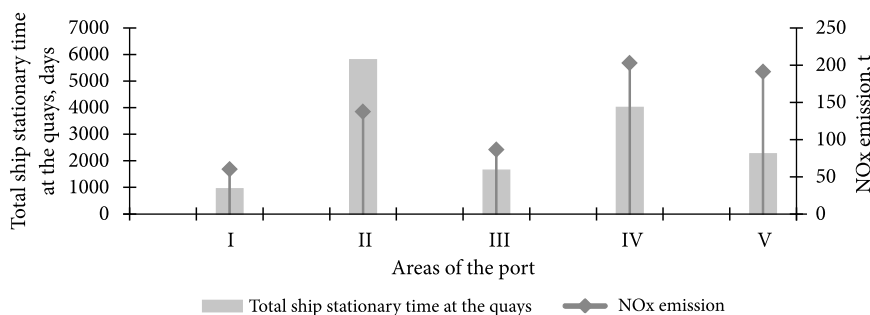 Total ship stationary time
at the quays, days
7000
6000
5000
4000
3000
2000
1000
0
250
200
150
100
50
0
NOx emission, t
I II III IV V
Areas of the port
Total ship stationary time at the quays NOx emission